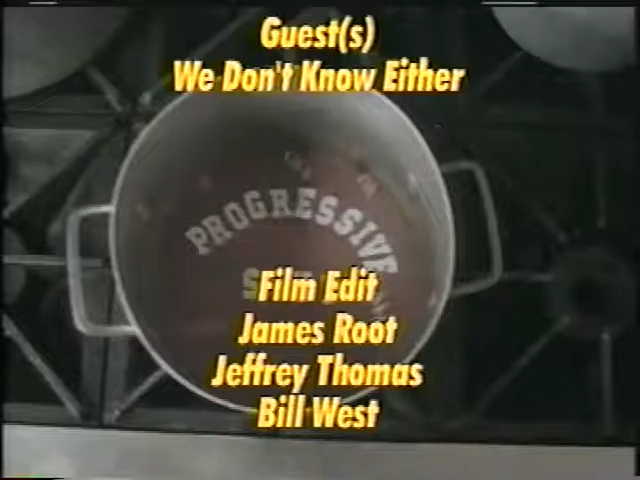 Guest(s)
We Don't Know Either
PROGRESSIVE
Film Edit
James Root
Jeffrey Thomas
Bill West